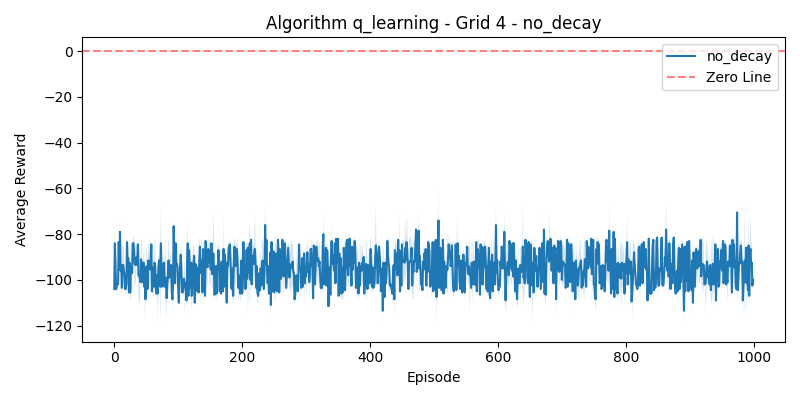 Algorithm q_learning - Grid 4 - no_decay
0
−20
−40
−60
−80
−100
−120
Average Reward
no_decay
Zero Line
0
200
400
600
800
1000
Episode